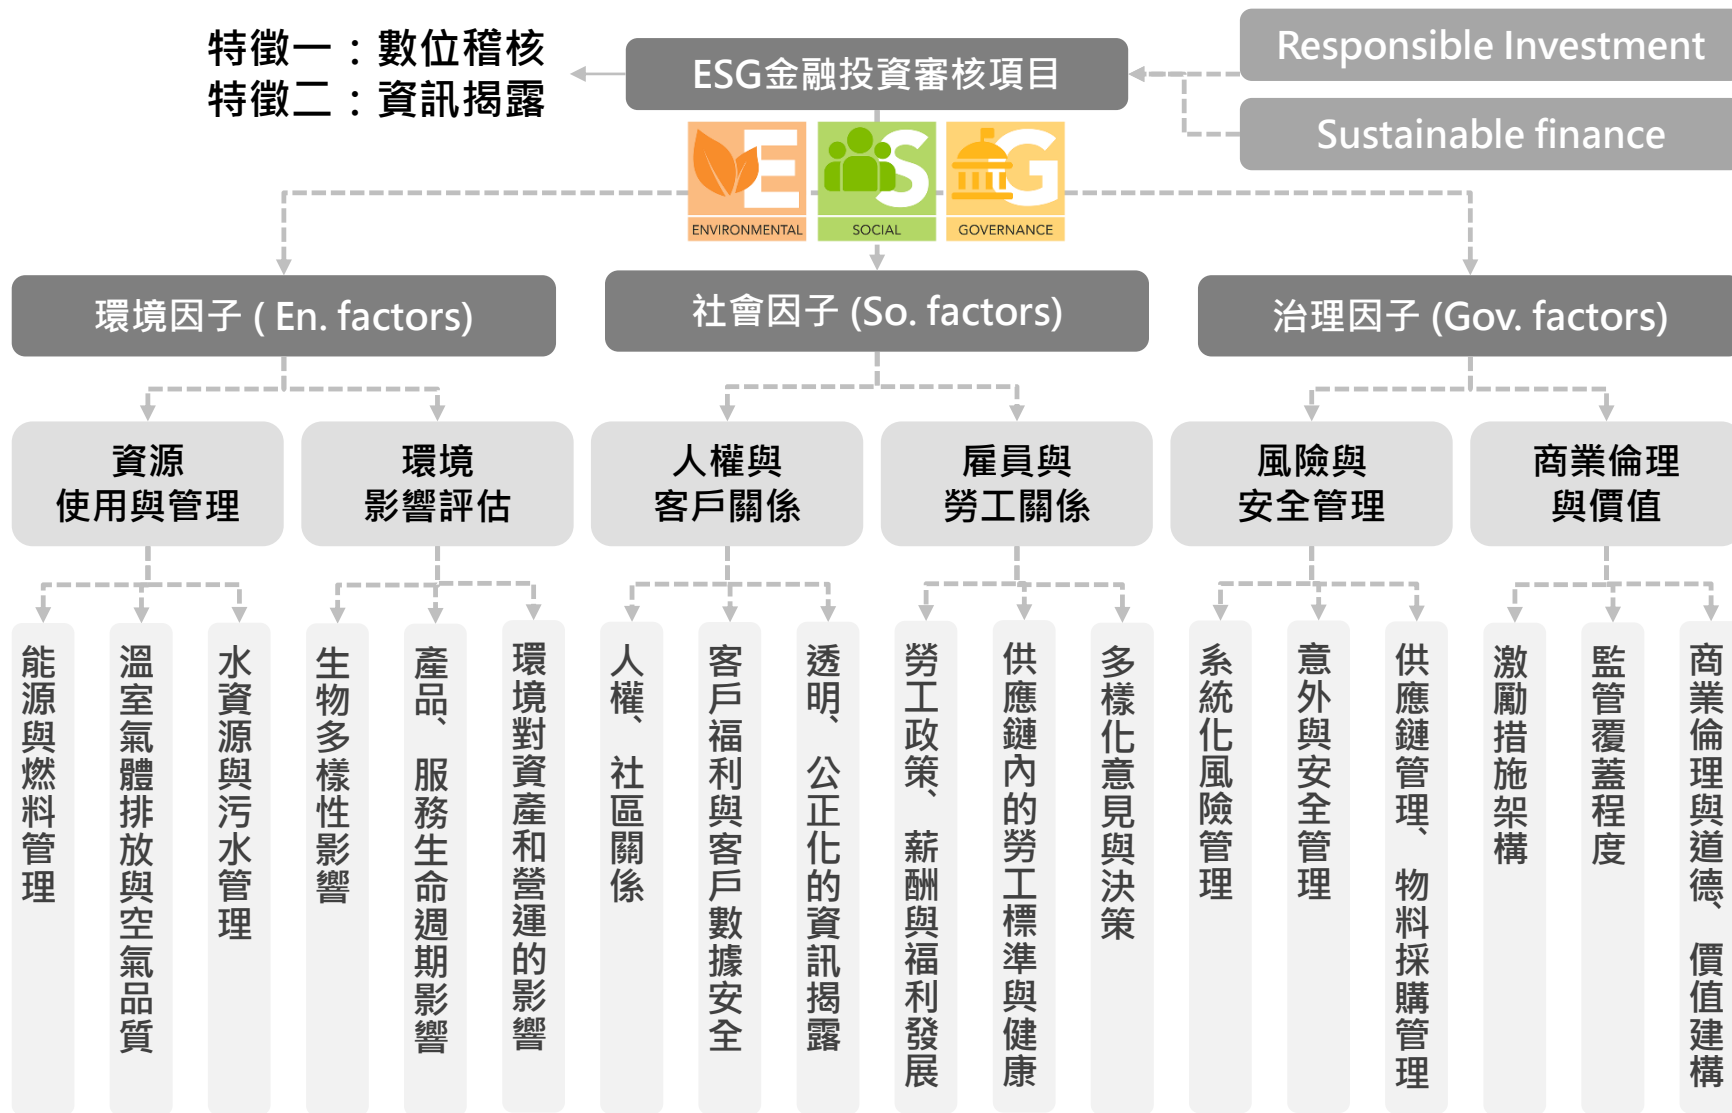 特徵一：數位稽核
特徵二：資訊揭露
ESG金融投資審核項目
Responsible Investment
Sustainable finance
E
ENVIRONMENTAL
S
SOCIAL
G
GOVERNANCE
環境因子 ( En. factors)
社會因子 (So. factors)
治理因子 (Gov. factors)
資源
使用與管理
環境
影響評估
人權與
客戶關係
雇員與
勞工關係
風險與
安全管理
商業倫理
與價值
能源與燃料管理
溫室氣體排放與空氣品質
水資源與污水管理
生物多樣性影響
產品、服務生命週期影響
環境對資產和營運的影響
人權、社區關係
客戶福利與客戶數據安全
透明、公正化的資訊揭露
勞工政策、薪酬與福利發展
供應鏈內的勞工標準與健康
多樣化意見與決策
系統化風險管理
意外與安全管理
供應鏈管理、物料採購管理
激勵措施架構
監管覆蓋程度
商業倫理與道德、價值建構